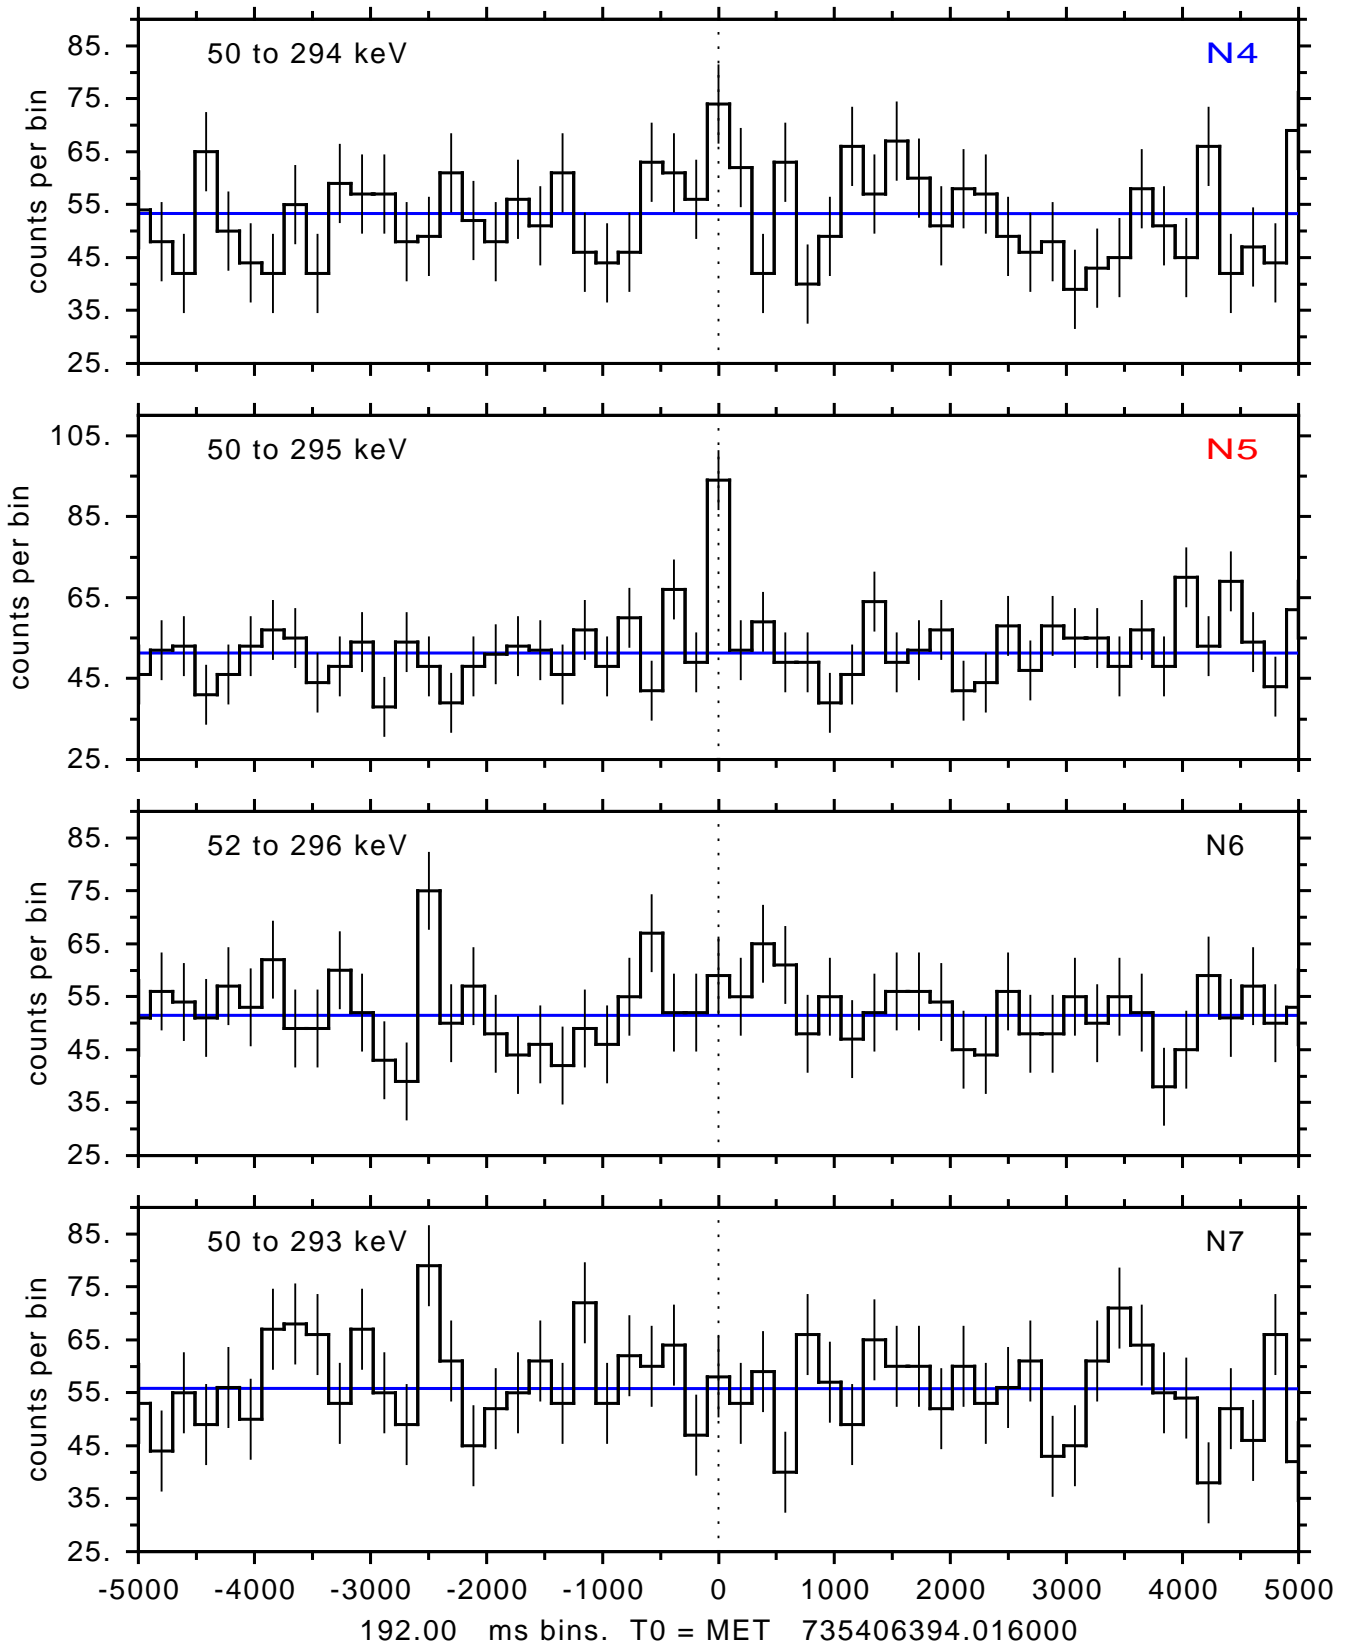 50 to 294 keV N4
85.
75.
65.
55.
45.
35.
25.
counts per bin
50 to 295 keV N5
105.
85.
65.
45.
25.
counts per bin
52 to 296 keV N6
85.
75.
65.
55.
45.
35.
25.
counts per bin
50 to 293 keV N7
85.
75.
65.
55.
45.
35.
25.
counts per bin
-5000 -4000 -3000 -2000 -1000 0 1000 2000 3000 4000 5000
192.00 ms bins. T0 = MET 735406394.016000